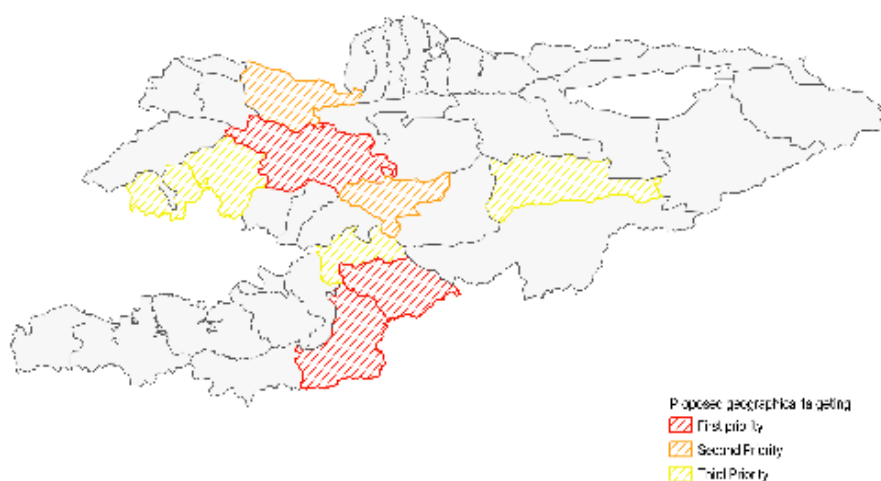 Proposed geographical targeting
First priority
Second Priority
Third Priority